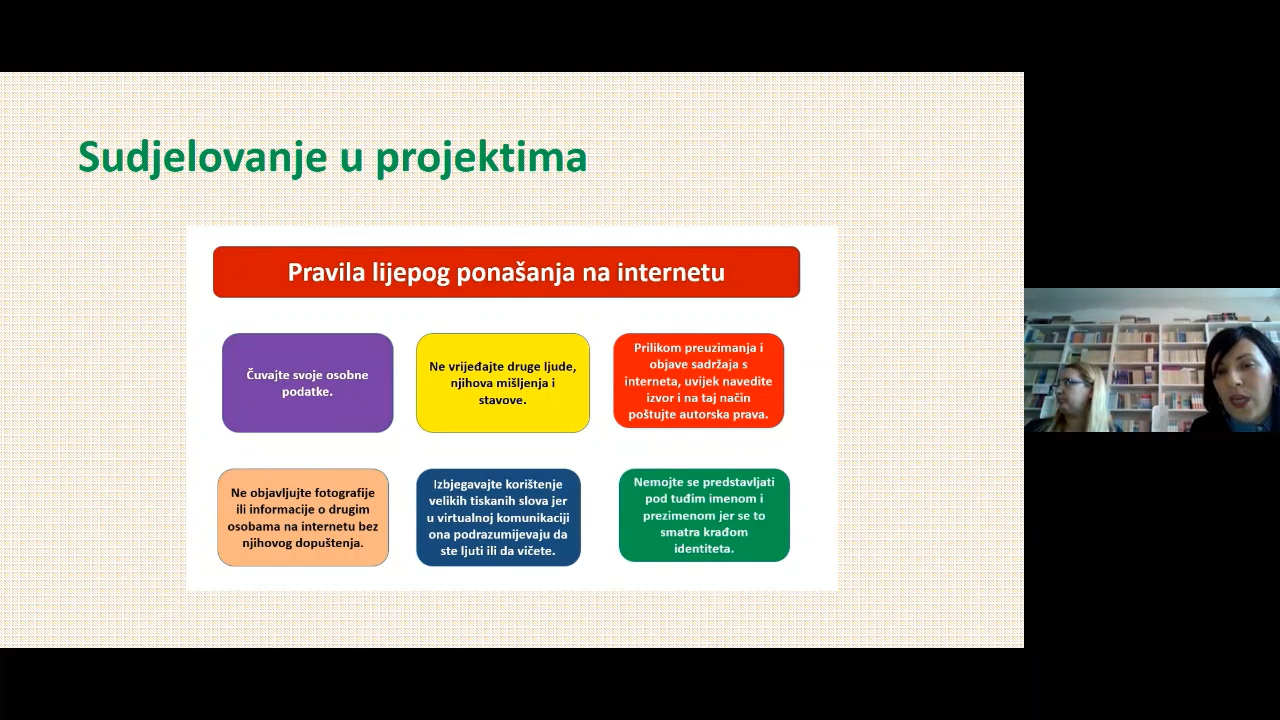 Sudjelovanje u projektima
Pravila lijepog ponašanja na internetu
Čuvajte svoje osobne
podatke.
Ne vrijeđajte druge ljude,
njihova mišljenja i
stavove.
Prilikom preuzimanja i
objave sadržaja s
interneta, uvijek navedite
izvor i na taj način
poštujte autorska prava.
Ne objavljujte fotografije
ili informacije o drugim
osobama na internetu bez
njihovog dopuštenja.
Izbjegavajte korištenje
velikih tiskanih slova jer
u virtualnoj komunikaciji
ona podrazumijevaju da
ste ljuti ili da vičete.
Nemojte se predstavljati
pod tuđim imenom i
prezimenom jer se to
smatra krađom
identiteta.